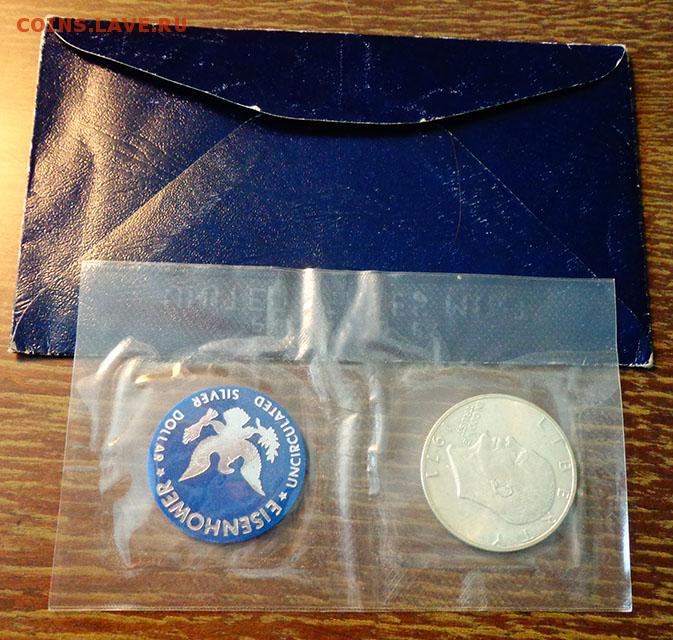 COINS.LAVE.RU
EISENHOWER
★ UNCIRCULATED SILVER DOLLAR ★
LIBERTY
1971